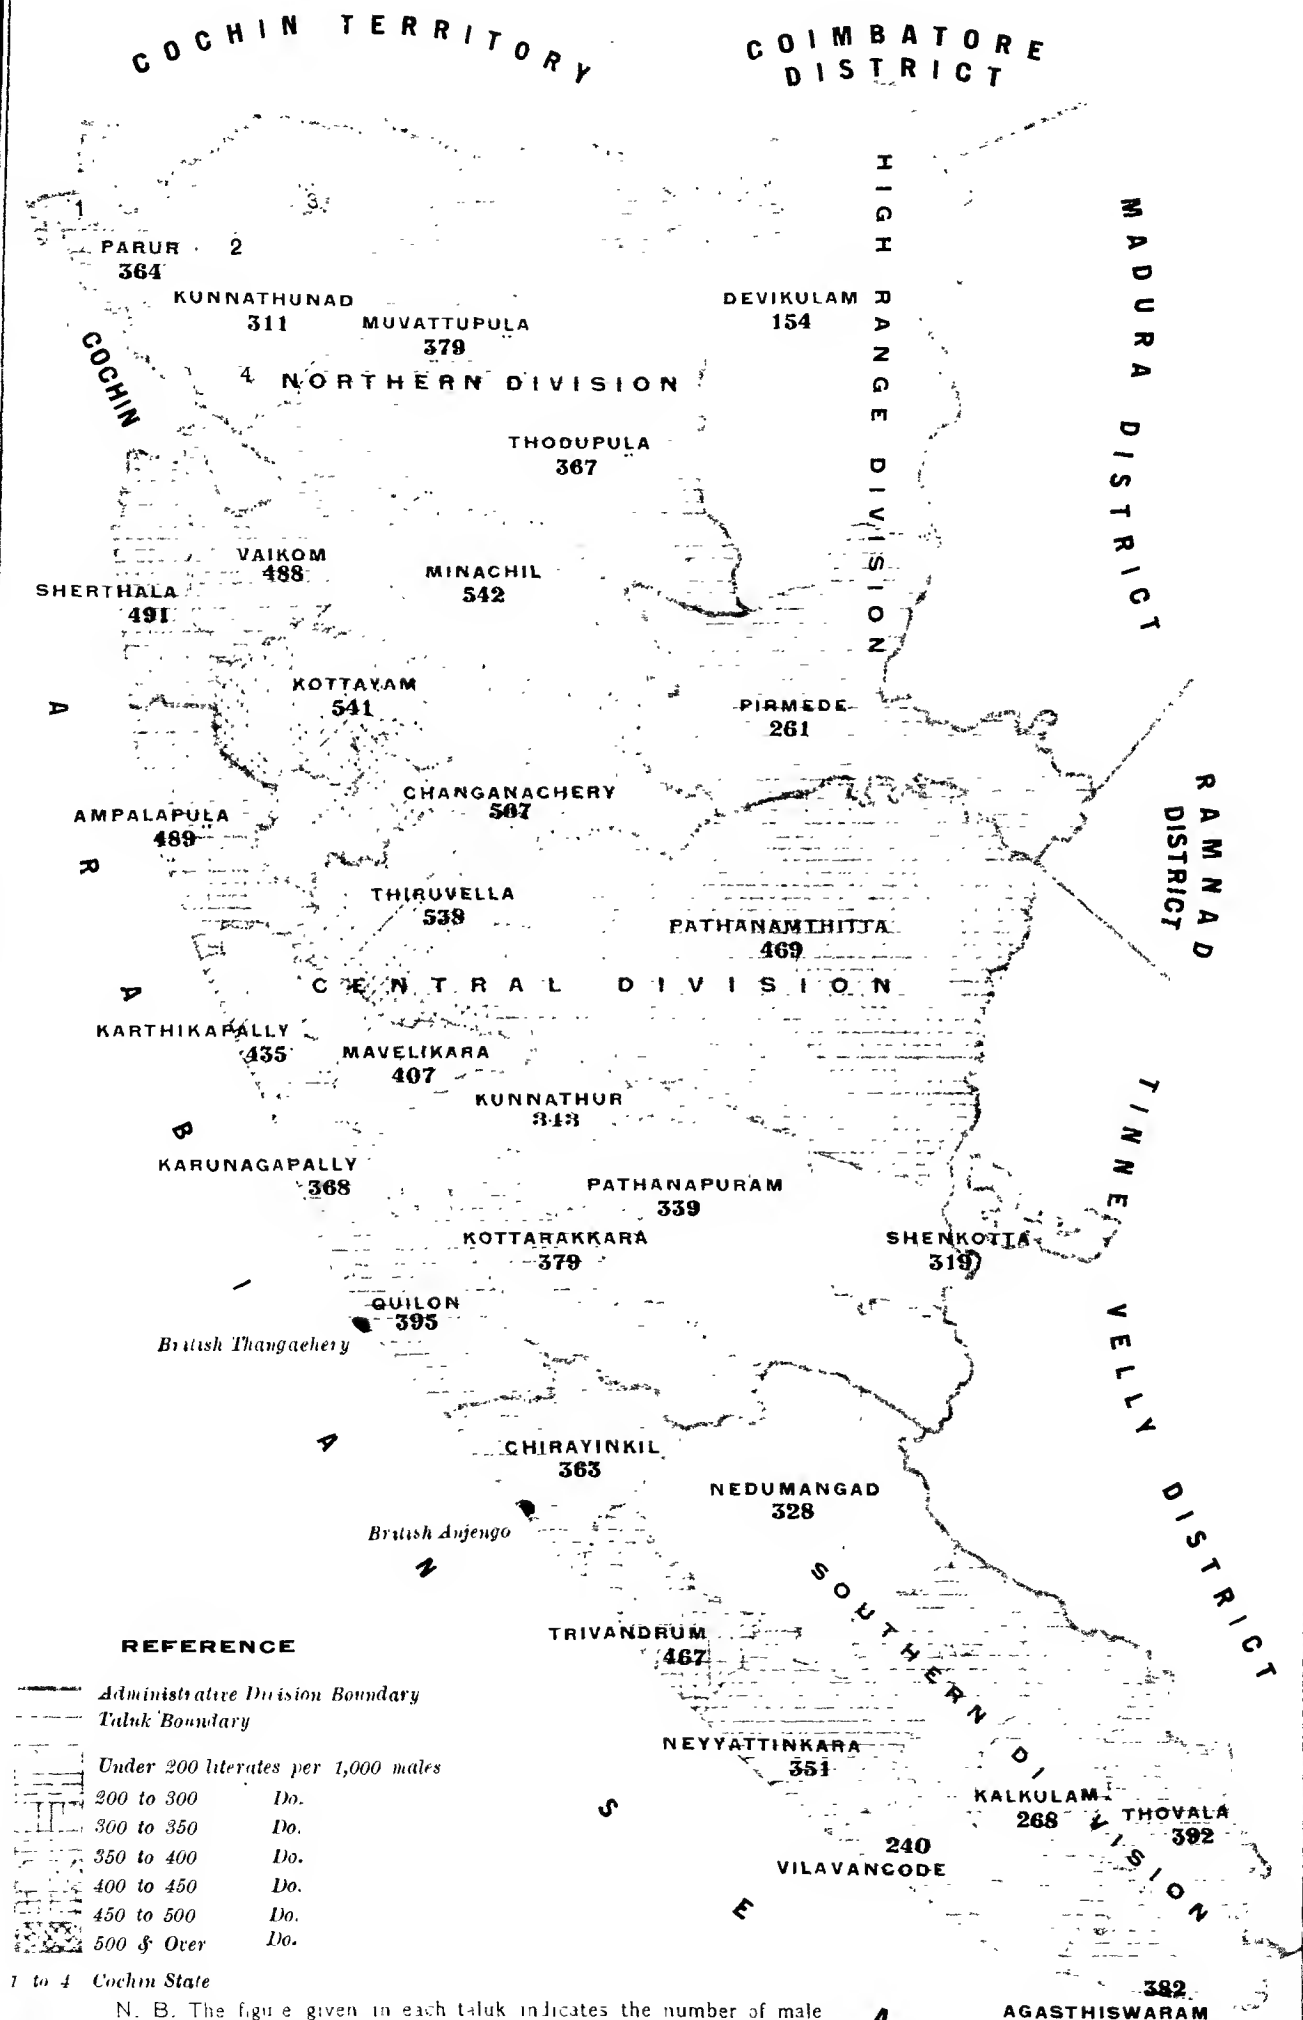 COCHIN TERRITORY
COIMBATORE
DISTRICT
HIGH RANGE DIVISION
MADURA DISTRICT
1
3
PARUR
364
2
KUNNATHUNAD
311
MUVATTUPULA
379
DEVIKULAM
154
COCHIN
4
NORTHERN DIVISION
THODUPULA
367
VAIKOM
488
MINACHIL
542
SHERTHALA
491
KOTTAYAM
541
PIRMEDE
261
CHANGANACHERY
567
AMPALAPULA
489
RAMNAD
DISTRICT
THIRUVELLA
538
PATHANAMTHITTA
469
CENTRAL DIVISION
KARTHIKAPALLY
435
MAVELIKARA
407
KUNNATHUR
343
KARUNAGAPALLY
368
PATHANAPURAM
339
KOTTARAKKARA
379
SHENKOTTA
319
TINNEVELLY DISTRICT
QUILON
395
British Thangachery
CHIRAYINKIL
363
NEDUMANGAD
328
British Anjengo
ARABIAN SEA
SOUTHERN DIVISION
TRIVANDRUM
467
NEYYATTINKARA
351
KALKULAM
268
THOVALA
392
240
VILAVANCODE
382
AGASTHISWARAM
REFERENCE
Administrative Division Boundary
Taluk Boundary
Under 200 literates per 1,000 males
200 to 300 Do.
300 to 350 Do.
350 to 400 Do.
400 to 450 Do.
450 to 500 Do.
500 & Over Do.
1 to 4 Cochin State
N. B. The figure given in each taluk indicates the number of male